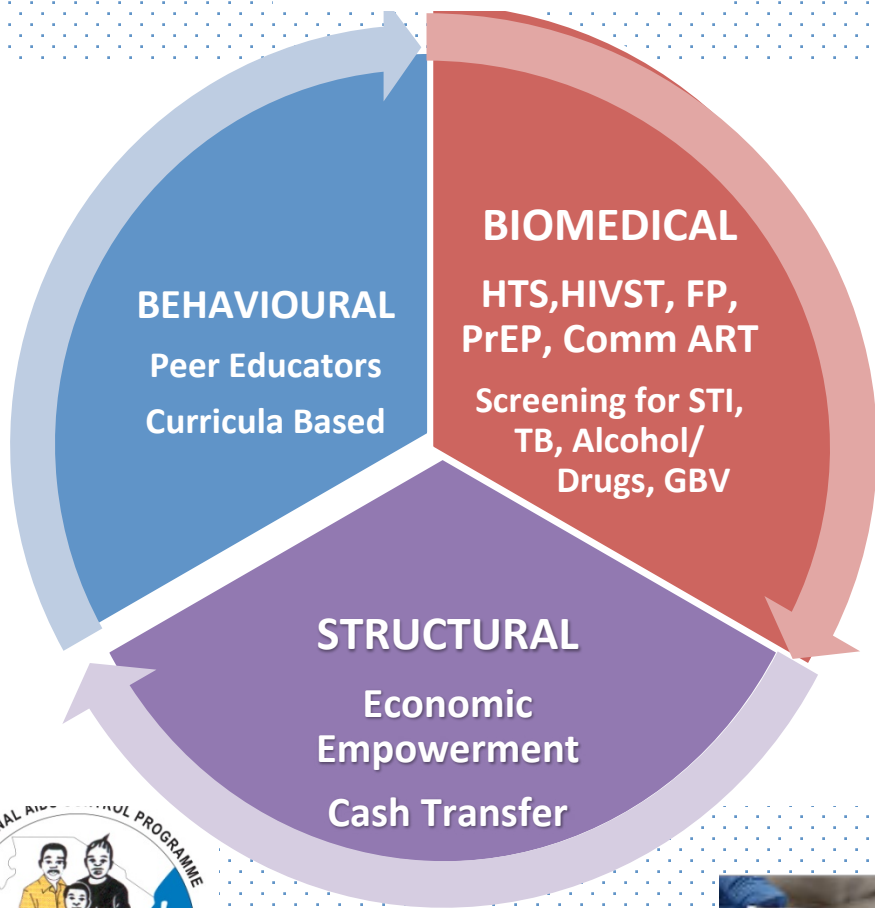 BIOMEDICAL
HTS,HIVST, FP,
PrEP, Comm ART
Screening for STI,
TB, Alcohol/
Drugs, GBV
BEHAVIOURAL
Peer Educators
Curricula Based
STRUCTURAL
Economic
Empowerment
Cash Transfer
PROGRAMME